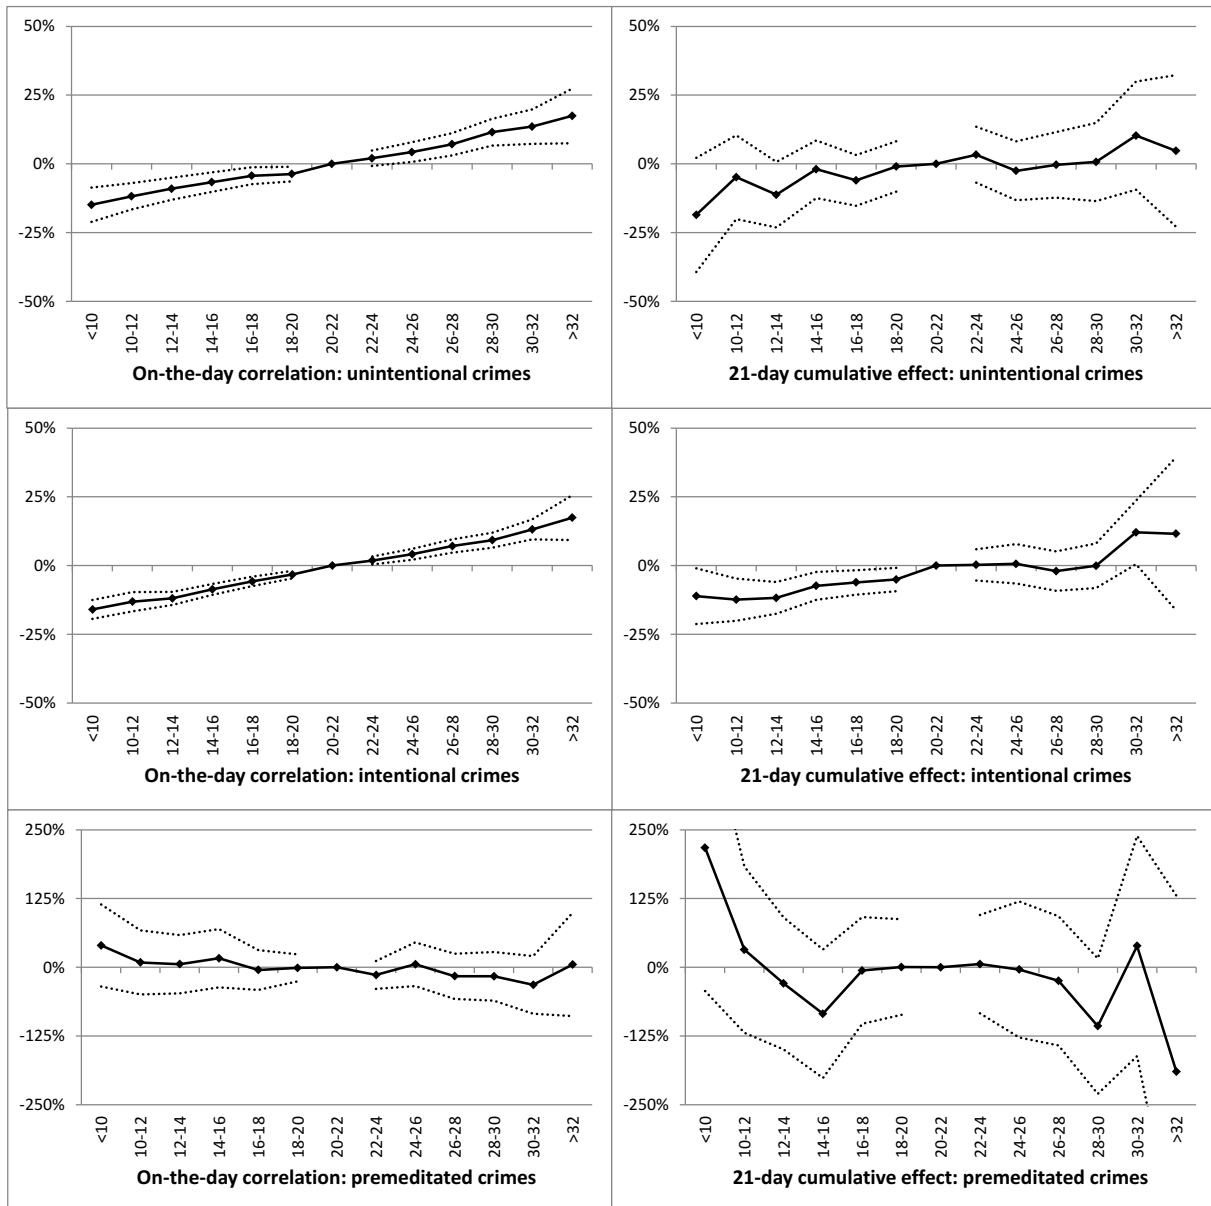 50%
25%
0%
-25%
-50%
<10 10-12 12-14 14-16 16-18 18-20 20-22 22-24 24-26 26-28 28-30 30-32 >32
On-the-day correlation: unintentional crimes
50%
25%
0%
-25%
-50%
<10 10-12 12-14 14-16 16-18 18-20 20-22 22-24 24-26 26-28 28-30 30-32 >32
21-day cumulative effect: unintentional crimes
50%
25%
0%
-25%
-50%
<10 10-12 12-14 14-16 16-18 18-20 20-22 22-24 24-26 26-28 28-30 30-32 >32
On-the-day correlation: intentional crimes
50%
25%
0%
-25%
-50%
<10 10-12 12-14 14-16 16-18 18-20 20-22 22-24 24-26 26-28 28-30 30-32 >32
21-day cumulative effect: intentional crimes
250%
125%
0%
-125%
-250%
<10 10-12 12-14 14-16 16-18 18-20 20-22 22-24 24-26 26-28 28-30 30-32 >32
On-the-day correlation: premeditated crimes
250%
125%
0%
-125%
-250%
<10 10-12 12-14 14-16 16-18 18-20 20-22 22-24 24-26 26-28 28-30 30-32 >32
21-day cumulative effect: premeditated crimes